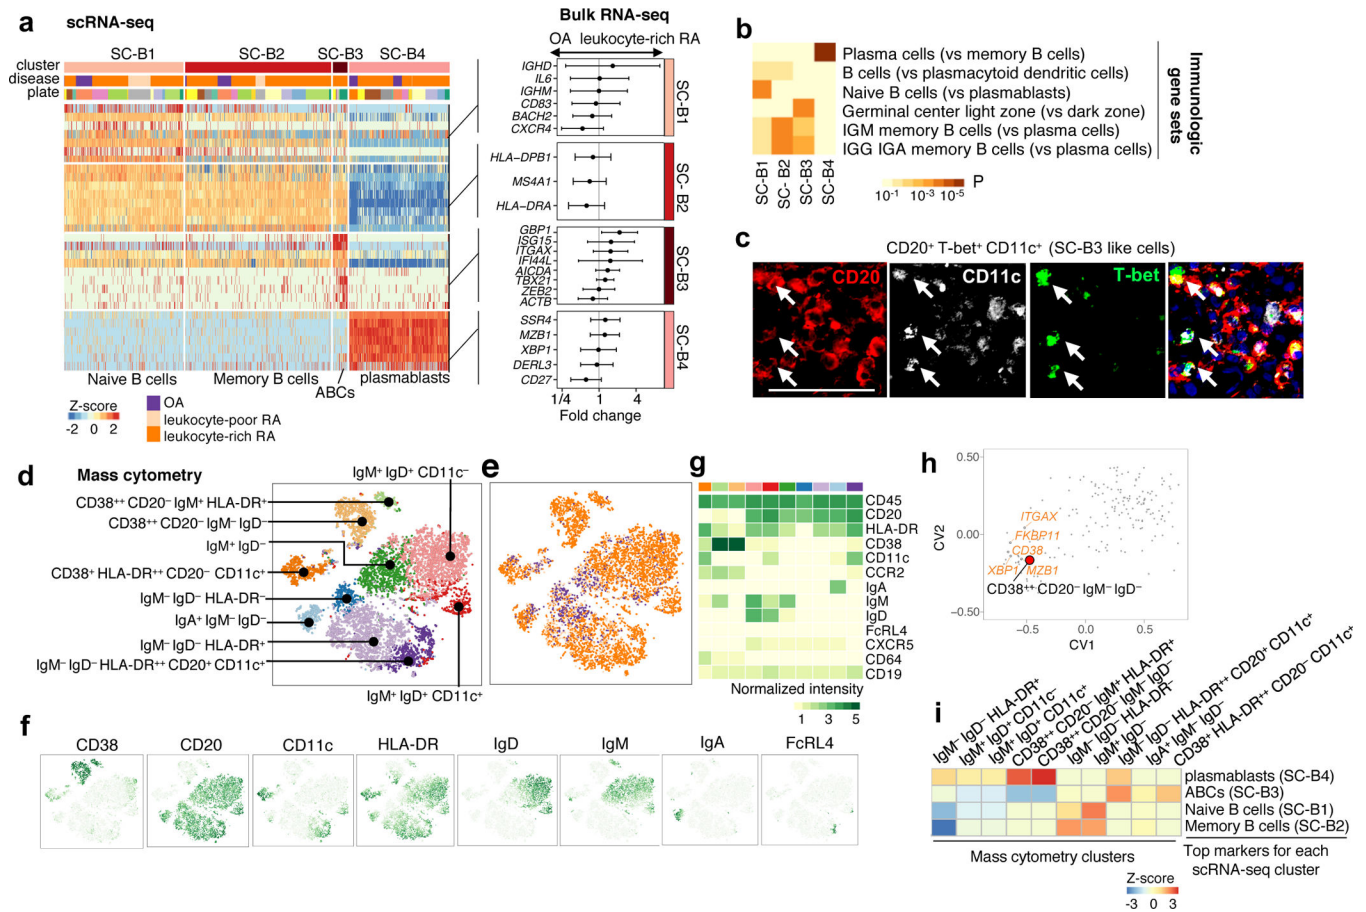 a
scRNA-seq
SC-B1
SC-B2
SC-B3
SC-B4
cluster
disease
plate
Naive B cells
Memory B cells
ABCs
plasmablasts
Z-score
-2 0 2
OA
leukocyte-poor RA
leukocyte-rich RA
Bulk RNA-seq
OA leukocyte-rich RA
IGHD
IL6
IGHM
CD83
BACH2
CXCR4
SC-B1
HLA−DPB1
MS4A1
HLA−DRA
SC- B2
GBP1
ISG15
ITGAX
IFI44L
AICDA
TBX21
ZEB2
ACTB
SC-B3
SSR4
MZB1
XBP1
DERL3
CD27
SC-B4
1/4 1 4
Fold change
b
Plasma cells (vs memory B cells)
B cells (vs plasmacytoid dendritic cells)
Naive B cells (vs plasmablasts)
Germinal center light zone (vs dark zone)
IGM memory B cells (vs plasma cells)
IGG IGA memory B cells (vs plasma cells)
Immunologic
gene sets
SC-B1
SC- B2
SC-B3
SC-B4
10⁻¹ 10⁻³ 10⁻⁵ P
c
CD20⁺ T-bet⁺ CD11c⁺ (SC-B3 like cells)
CD20
CD11c
T-bet
d
Mass cytometry
IgM⁺ IgD⁺ CD11c⁻
CD38⁺⁺ CD20⁻ IgM⁺ HLA-DR⁺
CD38⁺⁺ CD20⁻ IgM⁻ IgD⁻
IgM⁺ IgD⁻
CD38⁺ HLA-DR⁺⁺ CD20⁻ CD11c⁺
IgM⁻ IgD⁻ HLA-DR⁻
IgA⁺ IgM⁻ IgD⁻
IgM⁻ IgD⁻ HLA-DR⁺
IgM⁻ IgD⁻ HLA-DR⁺⁺ CD20⁺ CD11c⁺
IgM⁺ IgD⁺ CD11c⁺
e
f
CD38
CD20
CD11c
HLA-DR
IgD
IgM
IgA
FcRL4
g
CD45
CD20
HLA-DR
CD38
CD11c
CCR2
IgA
IgM
IgD
FcRL4
CXCR5
CD64
CD19
Normalized intensity
1 3 5
h
0.50
0.00
−0.50
CV2
−0.5 0.0 0.5
CV1
ITGAX
FKBP11
CD38
XBP1
MZB1
CD38⁺⁺ CD20⁻ IgM⁻ IgD⁻
i
IgM⁻ IgD⁻ HLA-DR⁺
IgM⁺ IgD⁺ CD11c⁻
IgM⁺ IgD⁺ CD11c⁺
CD38⁺⁺ CD20⁻ IgM⁺ HLA-DR⁺
CD38⁺⁺ CD20⁻ IgM⁻ IgD⁻
IgM⁻ IgD⁻ HLA-DR⁻
IgM⁺ IgD⁻
IgM⁻ IgD⁻ HLA-DR⁺⁺ CD20⁺ CD11c⁺
IgA⁺ IgM⁻ IgD⁻
CD38⁺ HLA-DR⁺⁺ CD20⁻ CD11c⁺
plasmablasts (SC-B4)
ABCs (SC-B3)
Naive B cells (SC-B1)
Memory B cells (SC-B2)
Mass cytometry clusters
Top markers for each
scRNA-seq cluster
Z-score
-3 0 3